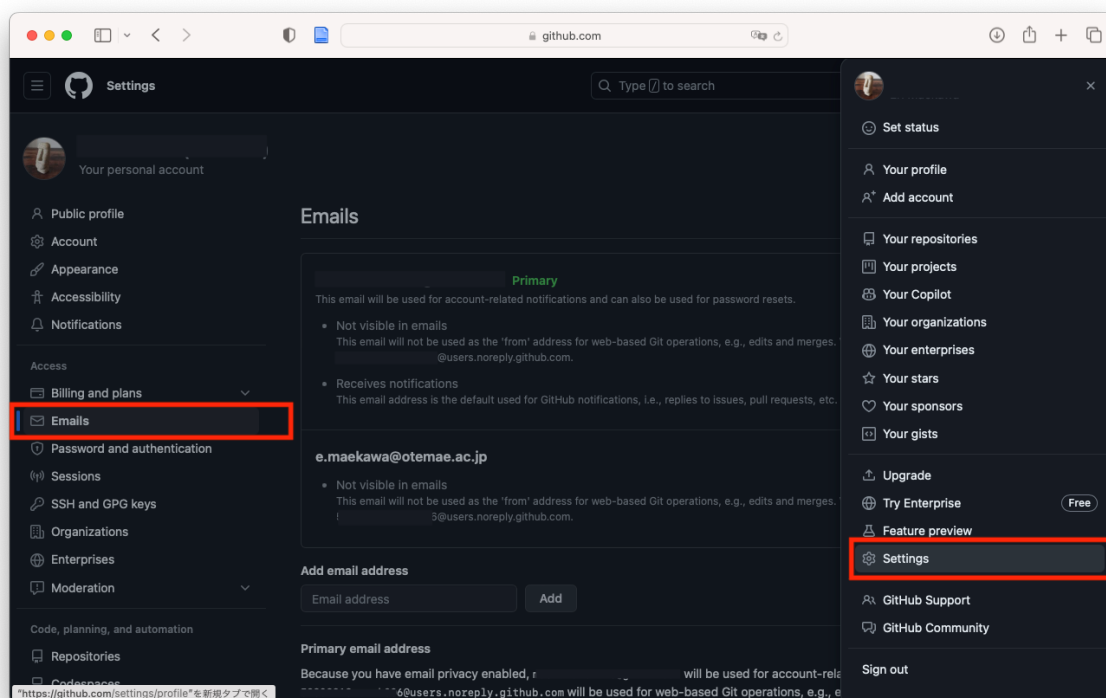 github.com
Settings
Type / to search
Your personal account
Public profile
Account
Appearance
Accessibility
Notifications
Access
Billing and plans
Emails
Password and authentication
Sessions
SSH and GPG keys
Organizations
Enterprises
Moderation
Code, planning, and automation
Repositories
Codespaces
"https://github.com/settings/profile"を新規タブで開く
Emails
Primary
This email will be used for account-related notifications and can also be used for password resets.
Not visible in emails
This email will not be used as the 'from' address for web-based Git operations, e.g., edits and merges.
@users.noreply.github.com.
Receives notifications
This email address is the default used for GitHub notifications, i.e., replies to issues, pull requests, etc.
e.maekawa@otemae.ac.jp
Not visible in emails
This email will not be used as the 'from' address for web-based Git operations, e.g., edits and merges.
6@users.noreply.github.com.
Add email address
Email address
Add
Primary email address
Because you have email privacy enabled, will be used for account-rela
6@users.noreply.github.com will be used for web-based Git operations, e.g., e
Set status
Your profile
Add account
Your repositories
Your projects
Your Copilot
Your organizations
Your enterprises
Your stars
Your sponsors
Your gists
Upgrade
Try Enterprise
Free
Feature preview
Settings
GitHub Support
GitHub Community
Sign out